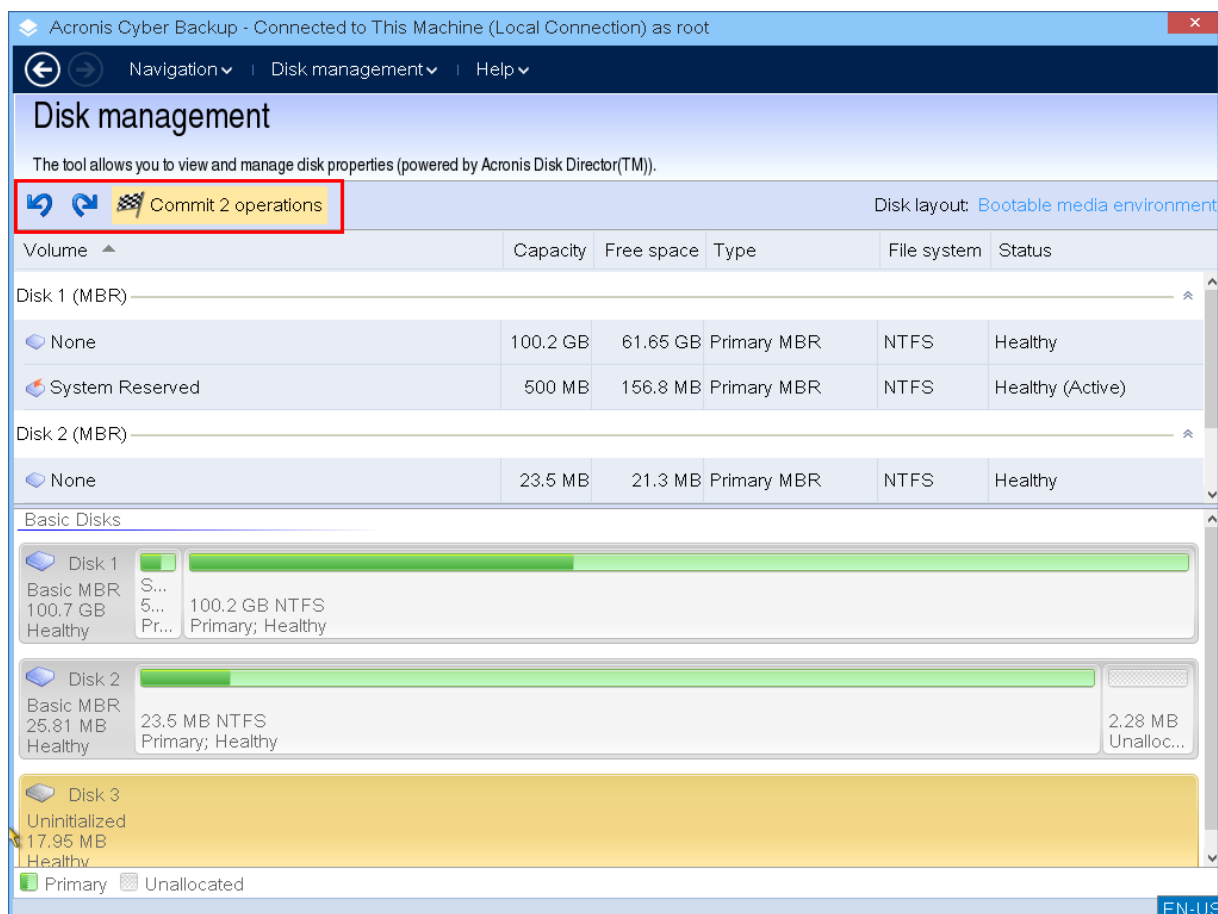 Acronis Cyber Backup - Connected to This Machine (Local Connection) as root
Navigation Disk management Help
Disk management
The tool allows you to view and manage disk properties (powered by Acronis Disk Director(TM)).
Commit 2 operations Disk layout: Bootable media environment
Volume Capacity Free space Type File system Status
Disk 1 (MBR)
None 100.2 GB 61.65 GB Primary MBR NTFS Healthy
System Reserved 500 MB 156.8 MB Primary MBR NTFS Healthy (Active)
Disk 2 (MBR)
None 23.5 MB 21.3 MB Primary MBR NTFS Healthy
Basic Disks
Disk 1
Basic MBR
100.7 GB
Healthy
S...
5...
Pr...
100.2 GB NTFS
Primary; Healthy
Disk 2
Basic MBR
25.81 MB
Healthy
23.5 MB NTFS
Primary; Healthy
2.28 MB
Unalloc...
Disk 3
Uninitialized
17.95 MB
Healthy
Primary Unallocated
EN-US